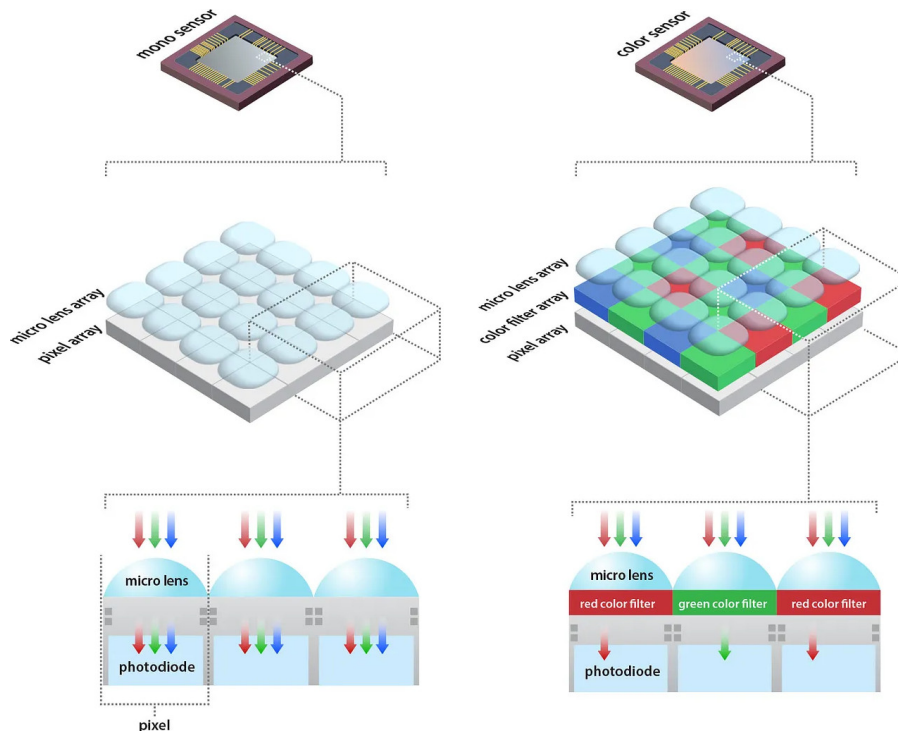 mono sensor
color sensor
micro lens array
pixel array
micro lens array
color filter array
pixel array
micro lens
photodiode
pixel
micro lens
red color filter
green color filter
red color filter
photodiode